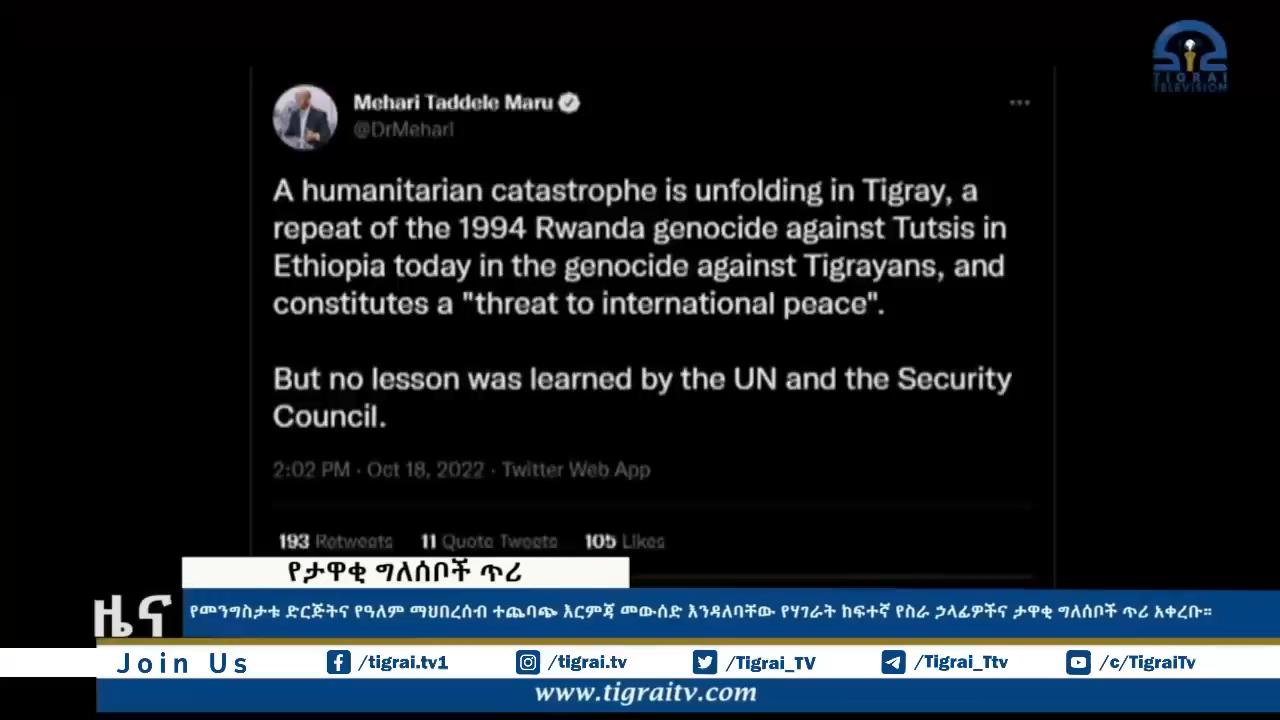 TIGRAI
TELEVISION
Mehari Taddele Maru
@DrMeharI
A humanitarian catastrophe is unfolding in Tigray, a
repeat of the 1994 Rwanda genocide against Tutsis in
Ethiopia today in the genocide against Tigrayans, and
constitutes a "threat to international peace".
But no lesson was learned by the UN and the Security
Council.
2:02 PM · Oct 18, 2022 · Twitter Web App
193 Retweets 11 Quote Tweets 105 Likes
የታዋቂ ግለሰቦች ጥሪ
ዜና
የመንግስታቱ ድርጅትና የዓለም ማህበረሰብ ተጨባጭ እርምጃ መውሰድ እንዳለባቸው የሃገራት ከፍተኛ የስራ ኃላፊዎችና ታዋቂ ግለሰቦች ጥሪ አቀረቡ።
Join Us /tigrai.tv1 /tigrai.tv /Tigrai_TV /Tigrai_Ttv /c/TigraiTv
www.tigraitv.com